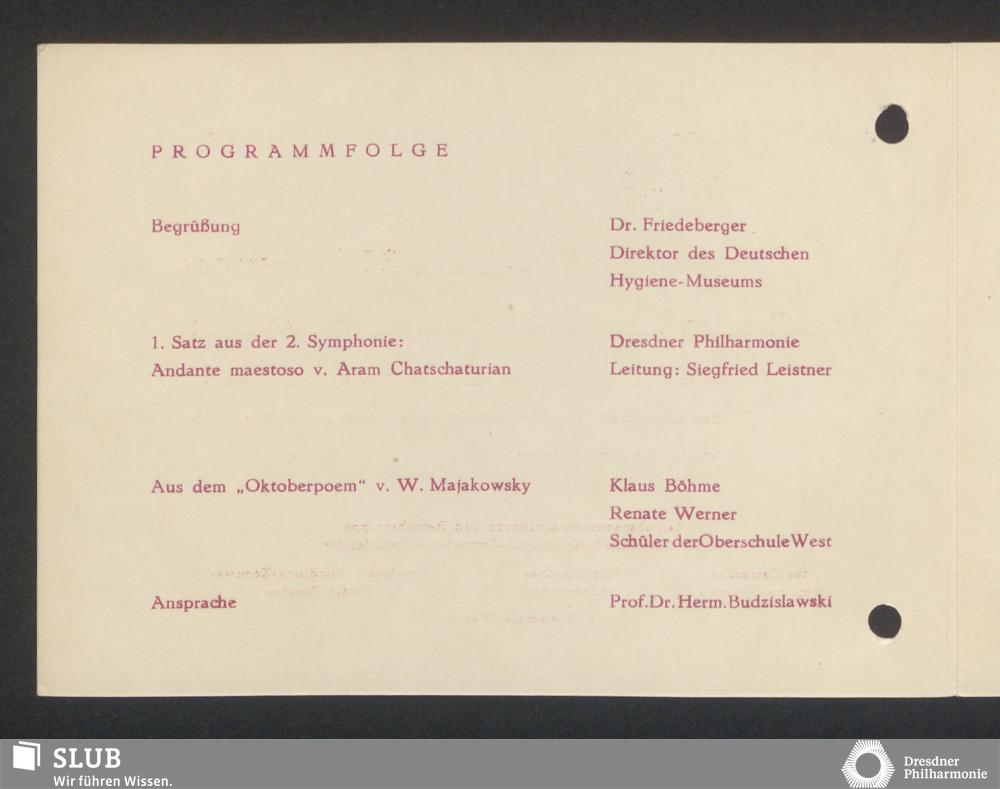 PROGRAMMFOLGE
Begrüßung
Dr. Friedeberger
Direktor des Deutschen
Hygiene-Museums
1. Satz aus der 2. Symphonie:
Andante maestoso v. Aram Chatschaturian
Dresdner Philharmonie
Leitung: Siegfried Leistner
Aus dem „Oktoberpoem“ v. W. Majakowsky
Klaus Böhme
Renate Werner
Schüler der Oberschule West
Ansprache
Prof. Dr. Herm. Budzislawski
SLUB
Wir führen Wissen.
Dresdner
Philharmonie